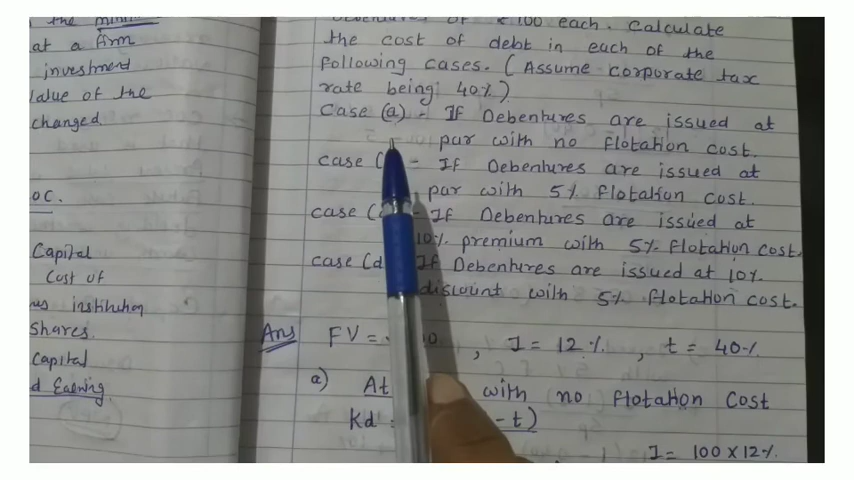 the minimum
at a firm
investment
value of the
changed.
OC.
Capital
Cost of
institution
Shares.
Capital
d Earning
Debentures of ₹100 each. Calculate
the cost of debt in each of the
following cases. (Assume corporate tax
rate being 40%)
Case (a) - If Debentures are issued at
par with no flotation cost.
case ( - If Debentures are issued at
par with 5% flotation cost.
case ( - If Debentures are issued at
10% premium with 5% flotation cost.
case (d If Debentures are issued at 10%
discount with 5% flotation cost.
Ans FV = 0 , I = 12% , t = 40%
a) At with no flotation cost
Kd = - t)
I = 100 x 12%